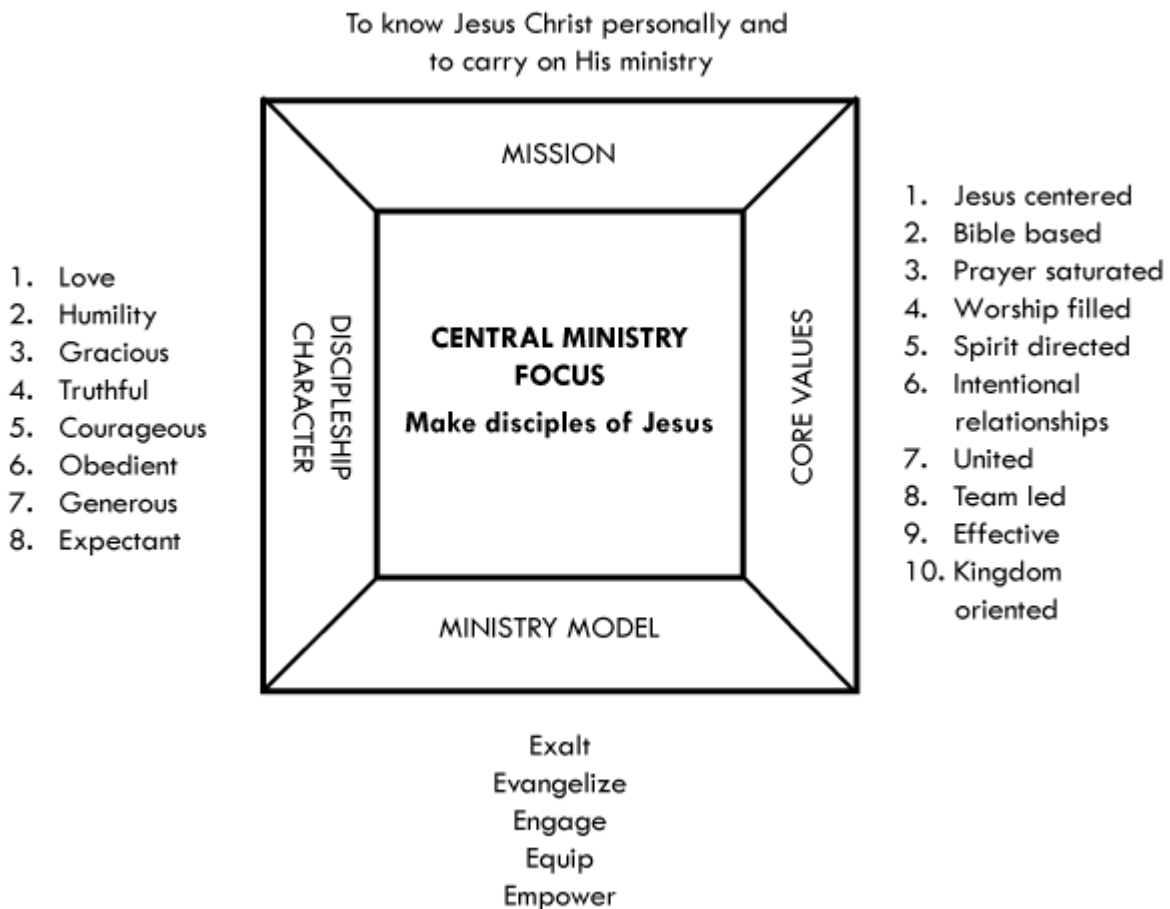 To know Jesus Christ personally and
to carry on His ministry
MISSION
1. Love
2. Humility
3. Gracious
4. Truthful
5. Courageous
6. Obedient
7. Generous
8. Expectant
DISCIPLESHIP
CHARACTER
CENTRAL MINISTRY
FOCUS
Make disciples of Jesus
CORE VALUES
1. Jesus centered
2. Bible based
3. Prayer saturated
4. Worship filled
5. Spirit directed
6. Intentional
relationships
7. United
8. Team led
9. Effective
10. Kingdom
oriented
MINISTRY MODEL
Exalt
Evangelize
Engage
Equip
Empower